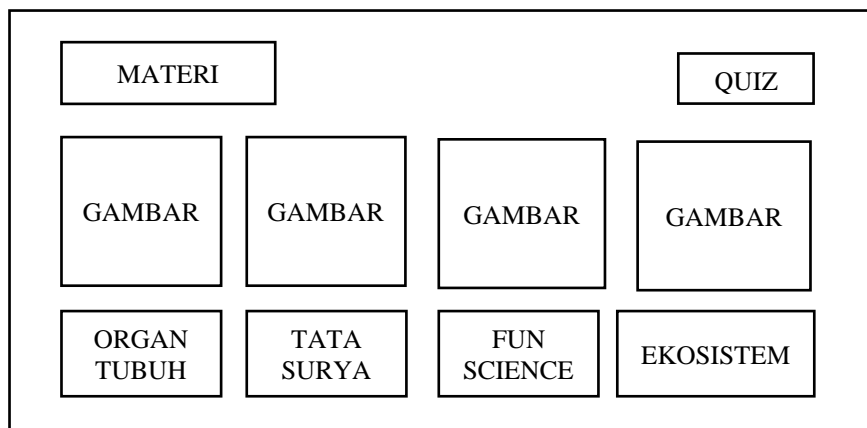 MATERI
QUIZ
GAMBAR
GAMBAR
GAMBAR
GAMBAR
ORGAN
TUBUH
TATA
SURYA
FUN
SCIENCE
EKOSISTEM